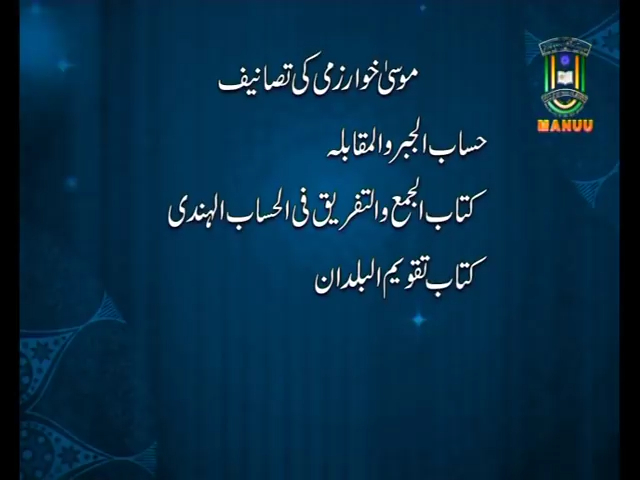 موسیٰ خوارزمی کی تصانیف
حساب الجبر والمقابلہ
کتاب الجمع والتفریق فی الحساب الہندی
کتاب تقویم البلدان
MANUU